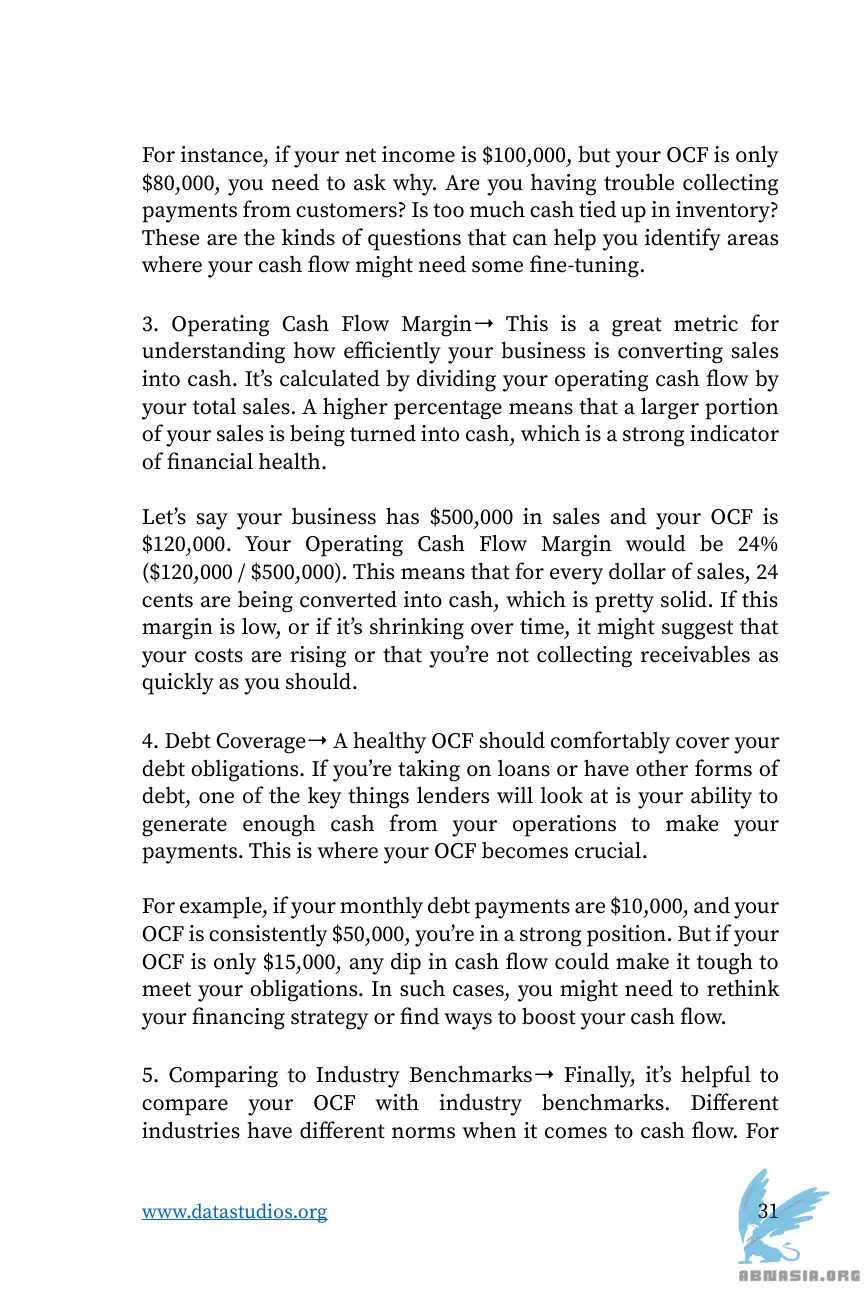 For instance, if your net income is $100,000, but your OCF is only
$80,000, you need to ask why. Are you having trouble collecting
payments from customers? Is too much cash tied up in inventory?
These are the kinds of questions that can help you identify areas
where your cash flow might need some fine-tuning.
3. Operating Cash Flow Margin→ This is a great metric for
understanding how efficiently your business is converting sales
into cash. It’s calculated by dividing your operating cash flow by
your total sales. A higher percentage means that a larger portion
of your sales is being turned into cash, which is a strong indicator
of financial health.
Let’s say your business has $500,000 in sales and your OCF is
$120,000. Your Operating Cash Flow Margin would be 24%
($120,000 / $500,000). This means that for every dollar of sales, 24
cents are being converted into cash, which is pretty solid. If this
margin is low, or if it’s shrinking over time, it might suggest that
your costs are rising or that you’re not collecting receivables as
quickly as you should.
4. Debt Coverage→ A healthy OCF should comfortably cover your
debt obligations. If you’re taking on loans or have other forms of
debt, one of the key things lenders will look at is your ability to
generate enough cash from your operations to make your
payments. This is where your OCF becomes crucial.
For example, if your monthly debt payments are $10,000, and your
OCF is consistently $50,000, you’re in a strong position. But if your
OCF is only $15,000, any dip in cash flow could make it tough to
meet your obligations. In such cases, you might need to rethink
your financing strategy or find ways to boost your cash flow.
5. Comparing to Industry Benchmarks→ Finally, it’s helpful to
compare your OCF with industry benchmarks. Different
industries have different norms when it comes to cash flow. For
www.datastudios.org 31
ABNASIA.ORG